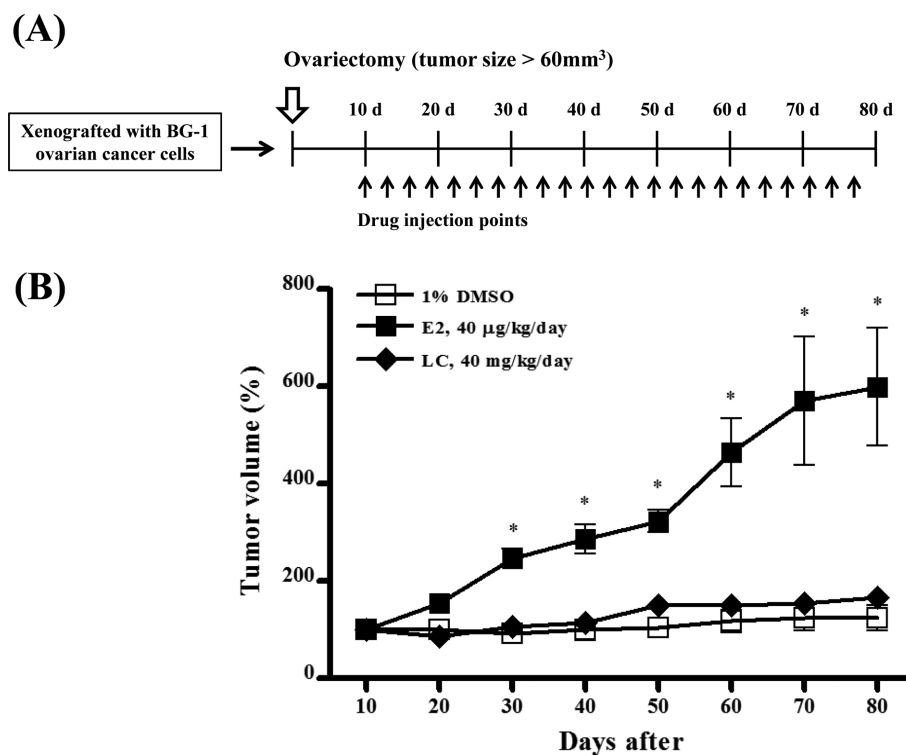 (A)
Ovariectomy (tumor size > 60mm³)
10 d 20 d 30 d 40 d 50 d 60 d 70 d 80 d
Xenografted with BG-1
ovarian cancer cells
Drug injection points
(B)
800
600
400
200
0
Tumor volume (%)
1% DMSO
E2, 40 μg/kg/day
LC, 40 mg/kg/day
* * * * * *
10 20 30 40 50 60 70 80
Days after